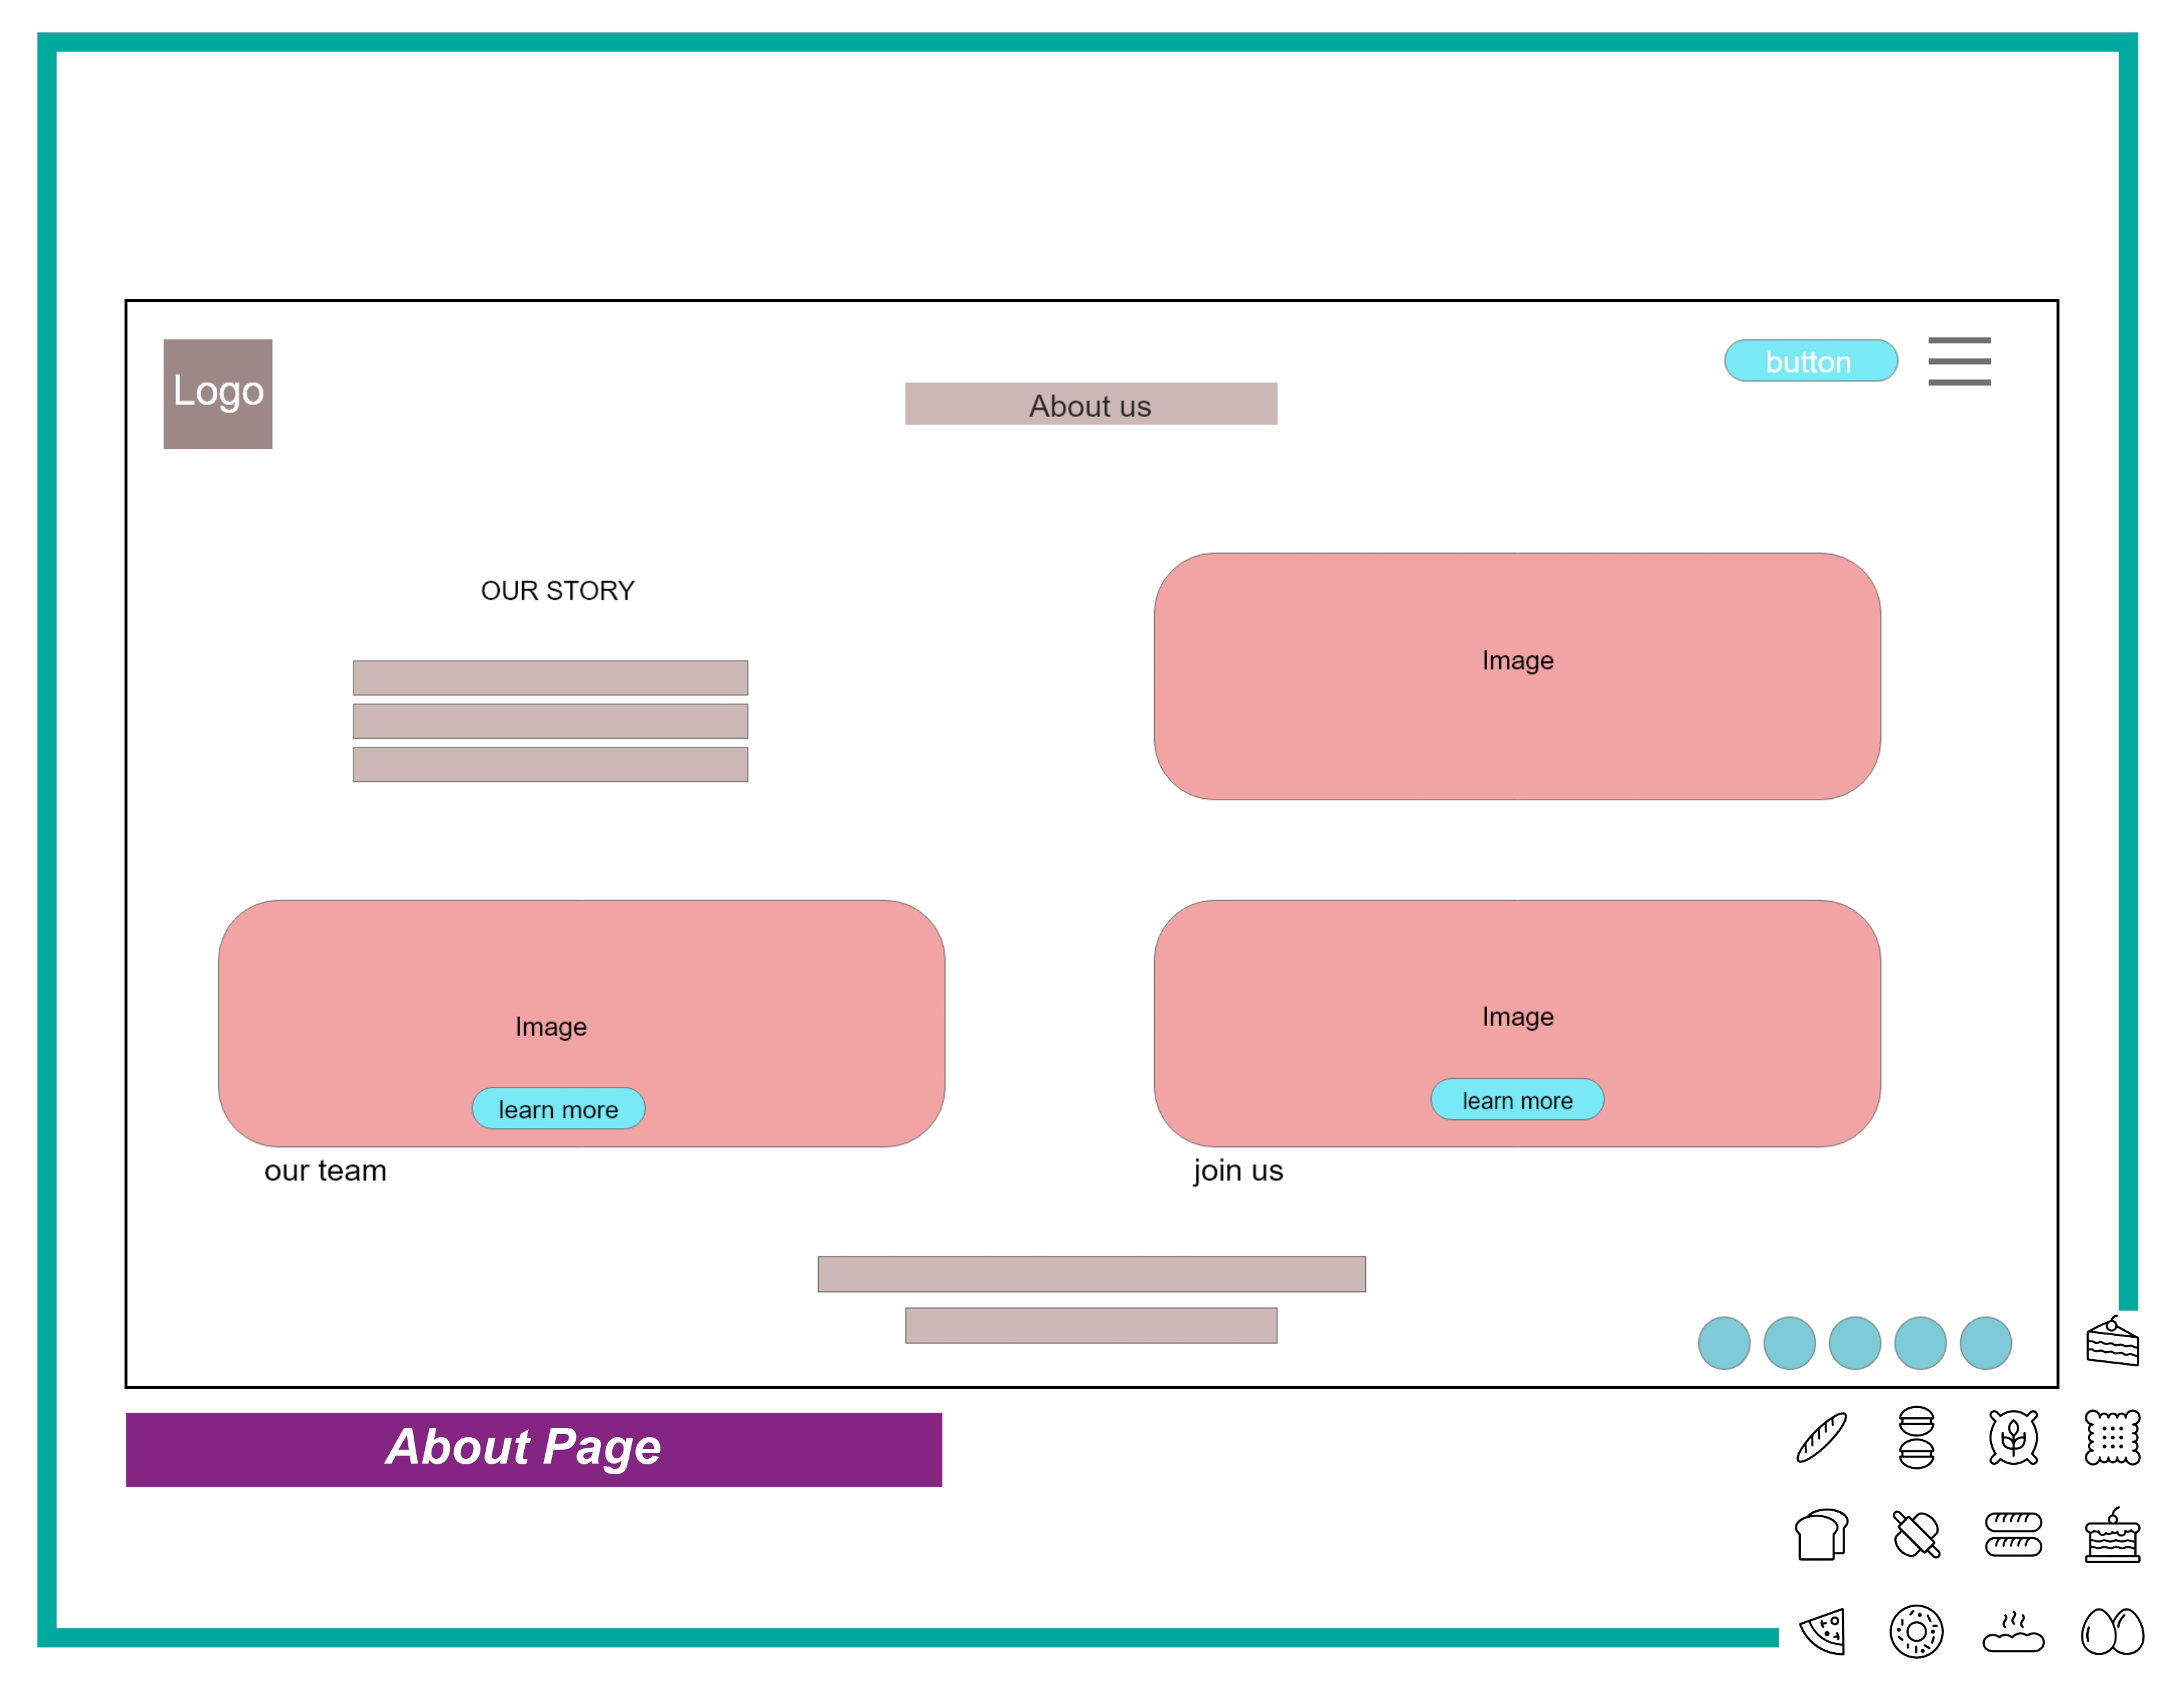 Logo
button
About us
OUR STORY
Image
Image
learn more
our team
Image
learn more
join us
About Page